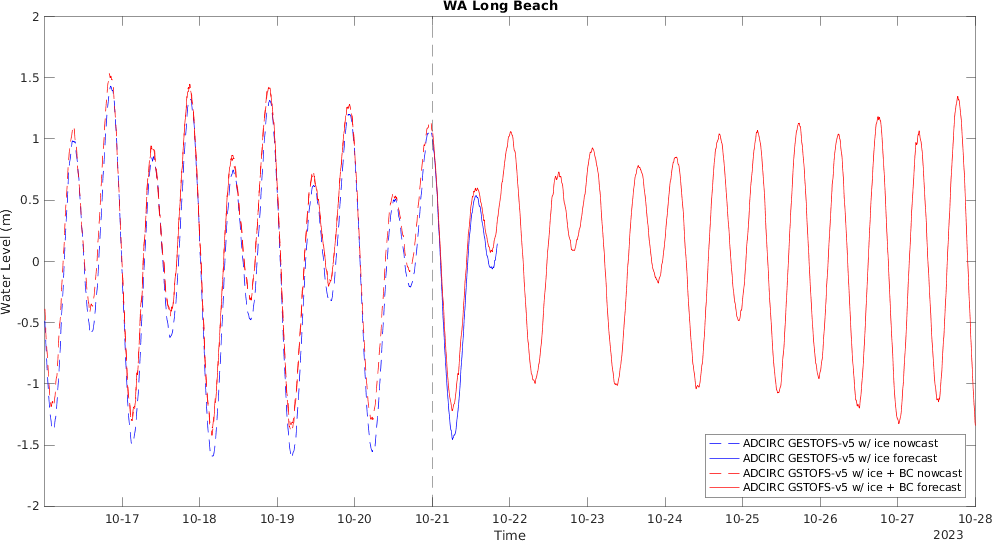 WA Long Beach
2
1.5
1
0.5
0
-0.5
-1
-1.5
-2
Water Level (m)
10-17 10-18 10-19 10-20 10-21 10-22 10-23 10-24 10-25 10-26 10-27 10-28
Time
2023
ADCIRC GESTOFS-v5 w/ ice nowcast
ADCIRC GESTOFS-v5 w/ ice forecast
ADCIRC GSTOFS-v5 w/ ice + BC nowcast
ADCIRC GSTOFS-v5 w/ ice + BC forecast